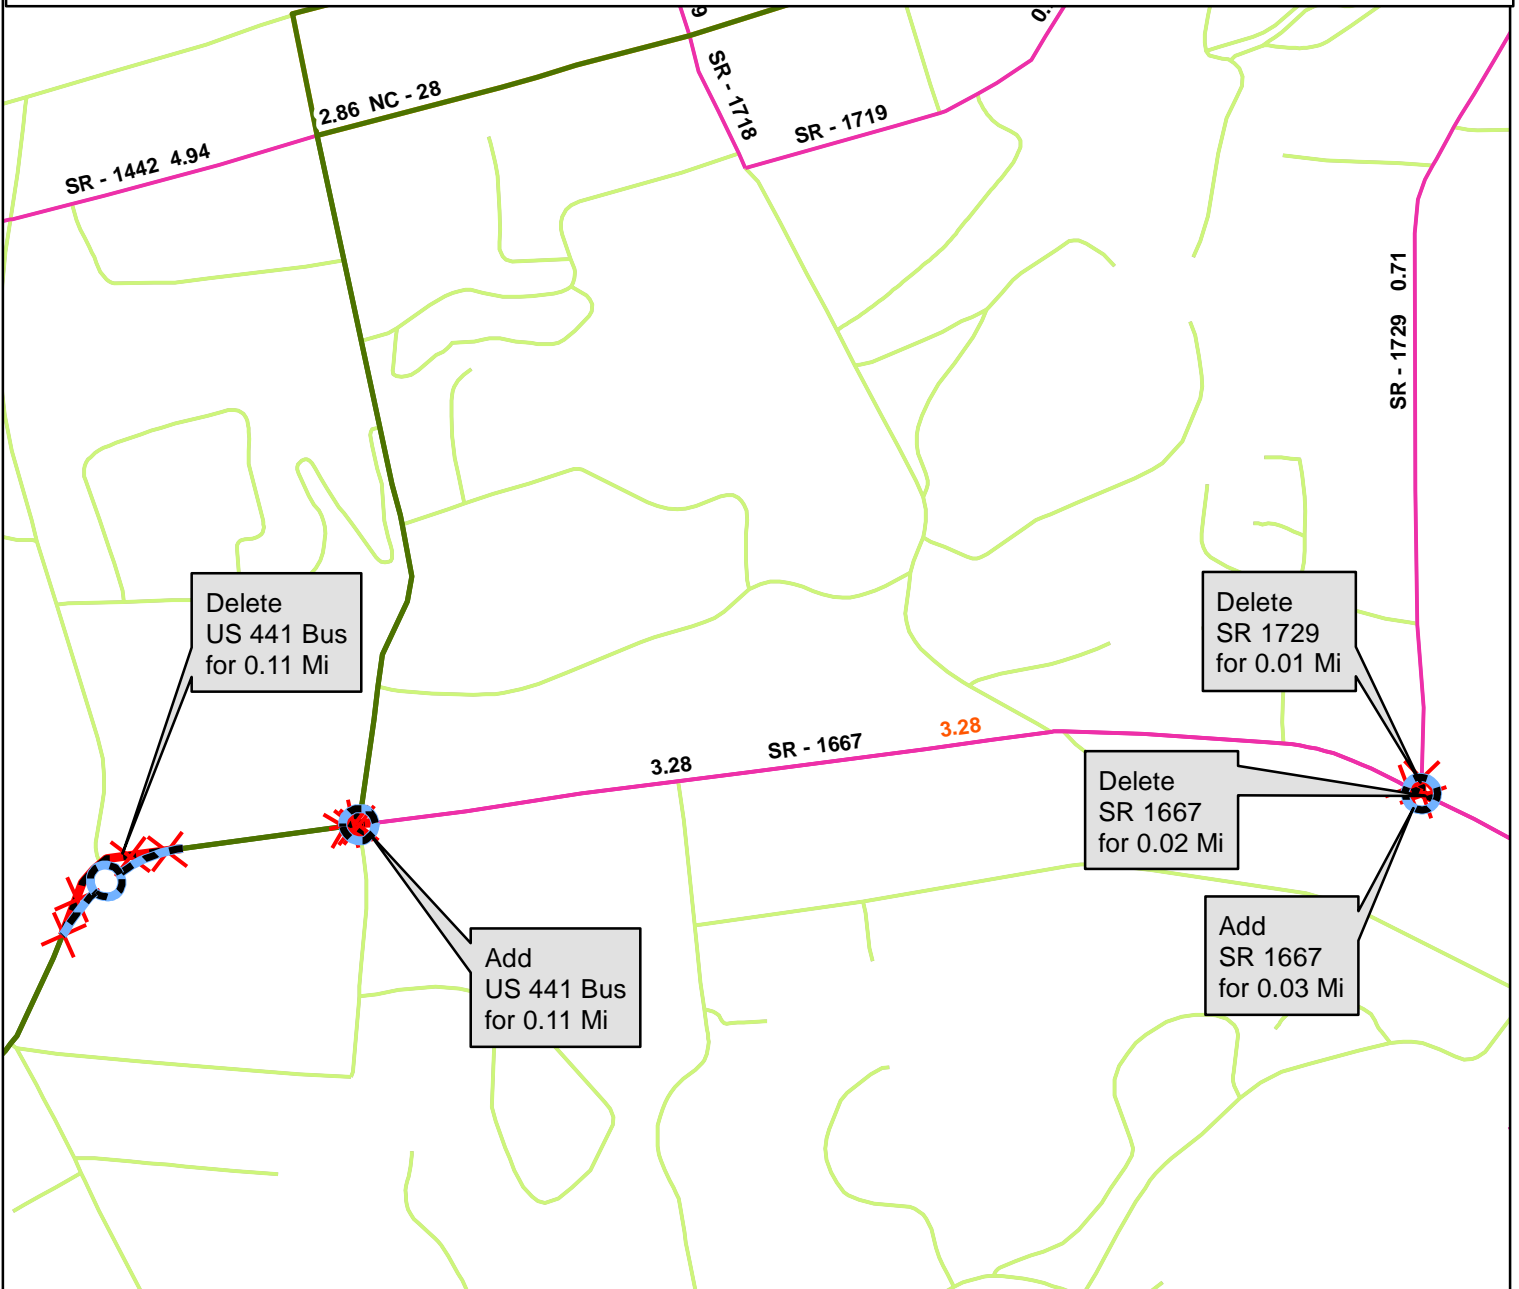 2.86 NC - 28
SR - 1718
SR - 1719
0.
9
SR - 1442 4.94
SR - 1729 0.71
Delete
US 441 Bus
for 0.11 Mi
Delete
SR 1729
for 0.01 Mi
3.28 SR - 1667 3.28
Delete
SR 1667
for 0.02 Mi
Add
SR 1667
for 0.03 Mi
Add
US 441 Bus
for 0.11 Mi